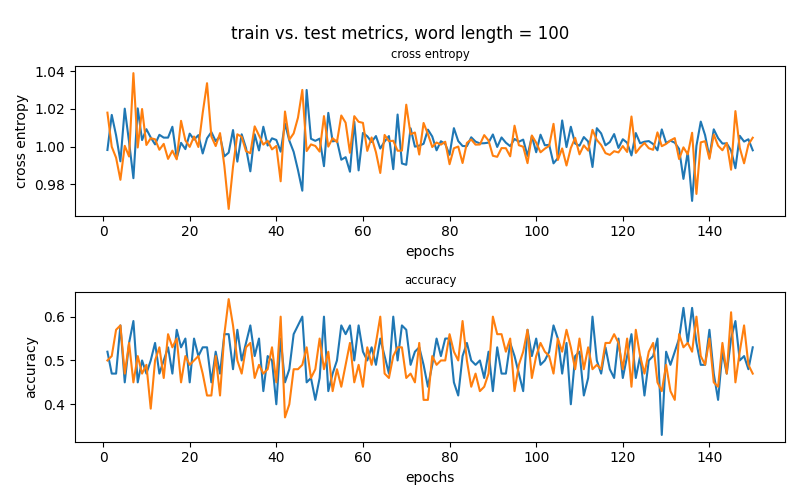 train vs. test metrics, word length = 100
cross entropy
1.04
1.02
1.00
0.98
cross entropy
0 20 40 60 80 100 120 140
epochs
accuracy
0.6
0.5
0.4
accuracy
0 20 40 60 80 100 120 140
epochs